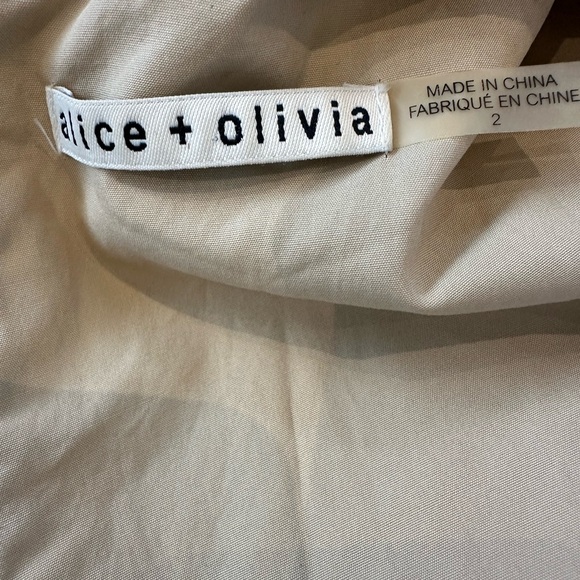 alice + olivia
MADE IN CHINA
FABRIQUÉ EN CHINE
2